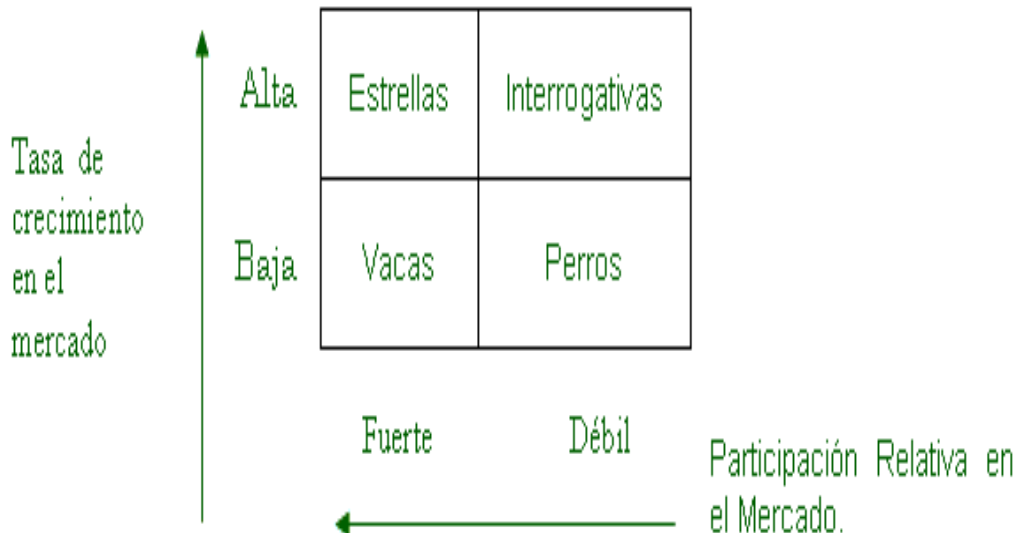 Alta
Estrellas
Interrogativas
Tasa de
crecimiento
en el
mercado
Baja
Vacas
Perros
Fuerte
Débil
Participación Relativa en
el Mercado.